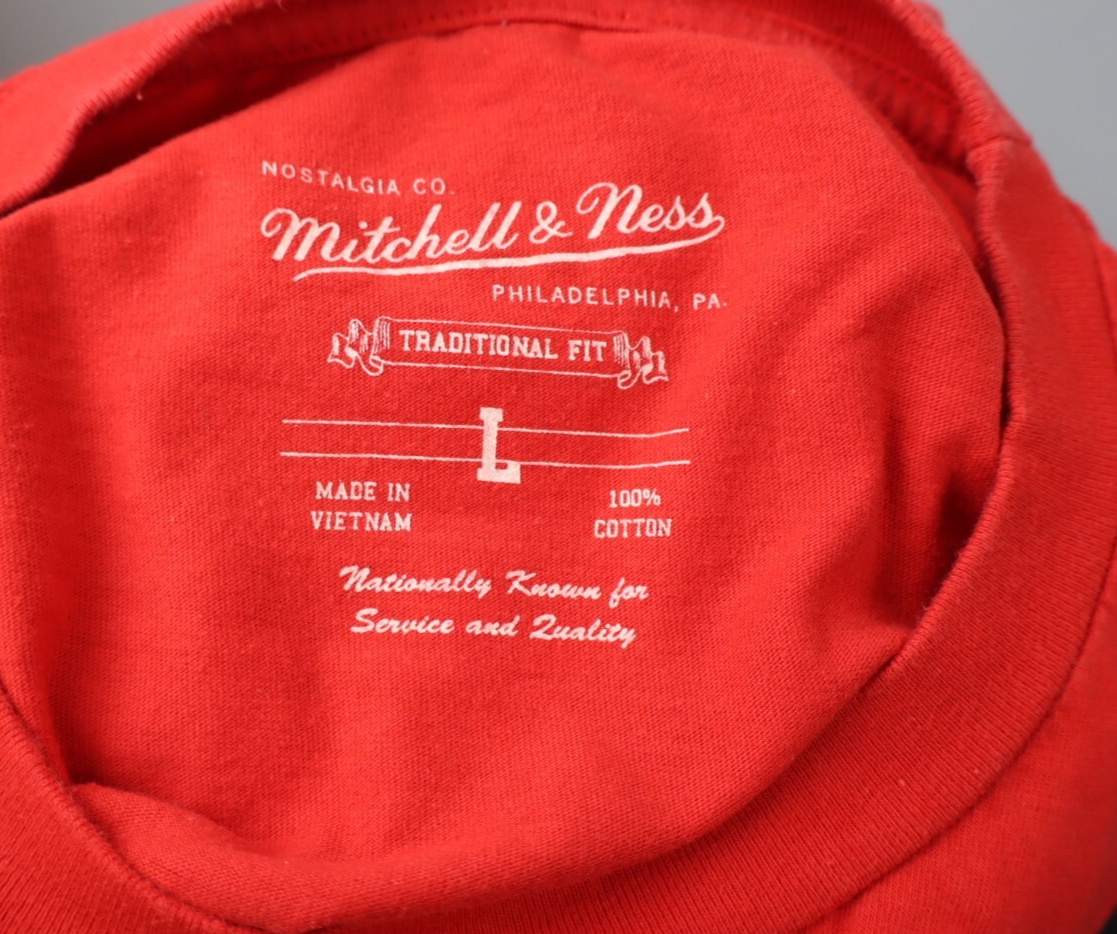 NOSTALGIA CO.
Mitchell & Ness
PHILADELPHIA, PA.
TRADITIONAL FIT
L
MADE IN
VIETNAM
100%
COTTON
Nationally Known for
Service and Quality